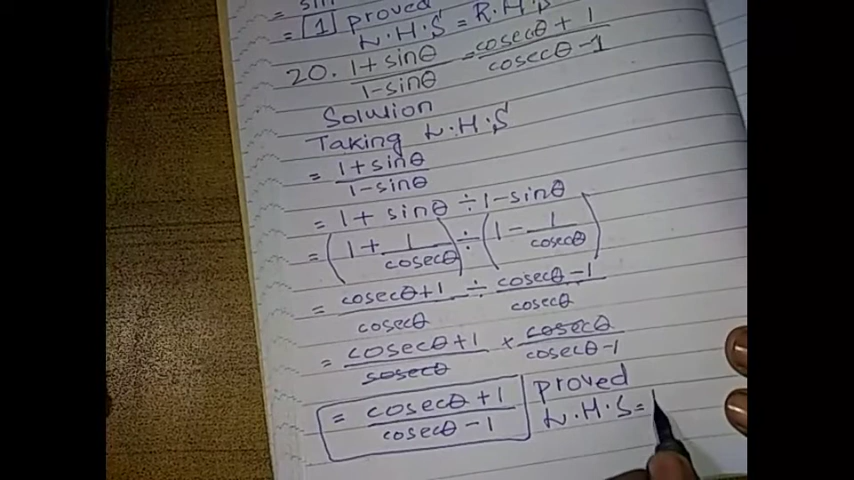 = sin
= 1 proved
L.H.S = R.H.S
20. 1+sinθ / 1-sinθ = cosecθ+1 / cosecθ-1
Solution
Taking L.H.S
= 1+sinθ / 1-sinθ
= 1+ sinθ ÷ 1-sinθ
= (1+ 1/cosecθ) ÷ (1- 1/cosecθ)
= cosecθ+1 / cosecθ ÷ cosecθ-1 / cosecθ
= cosecθ+1 / cosecθ × cosecθ / cosecθ-1
= cosecθ+1 / cosecθ-1 proved
L.H.S=